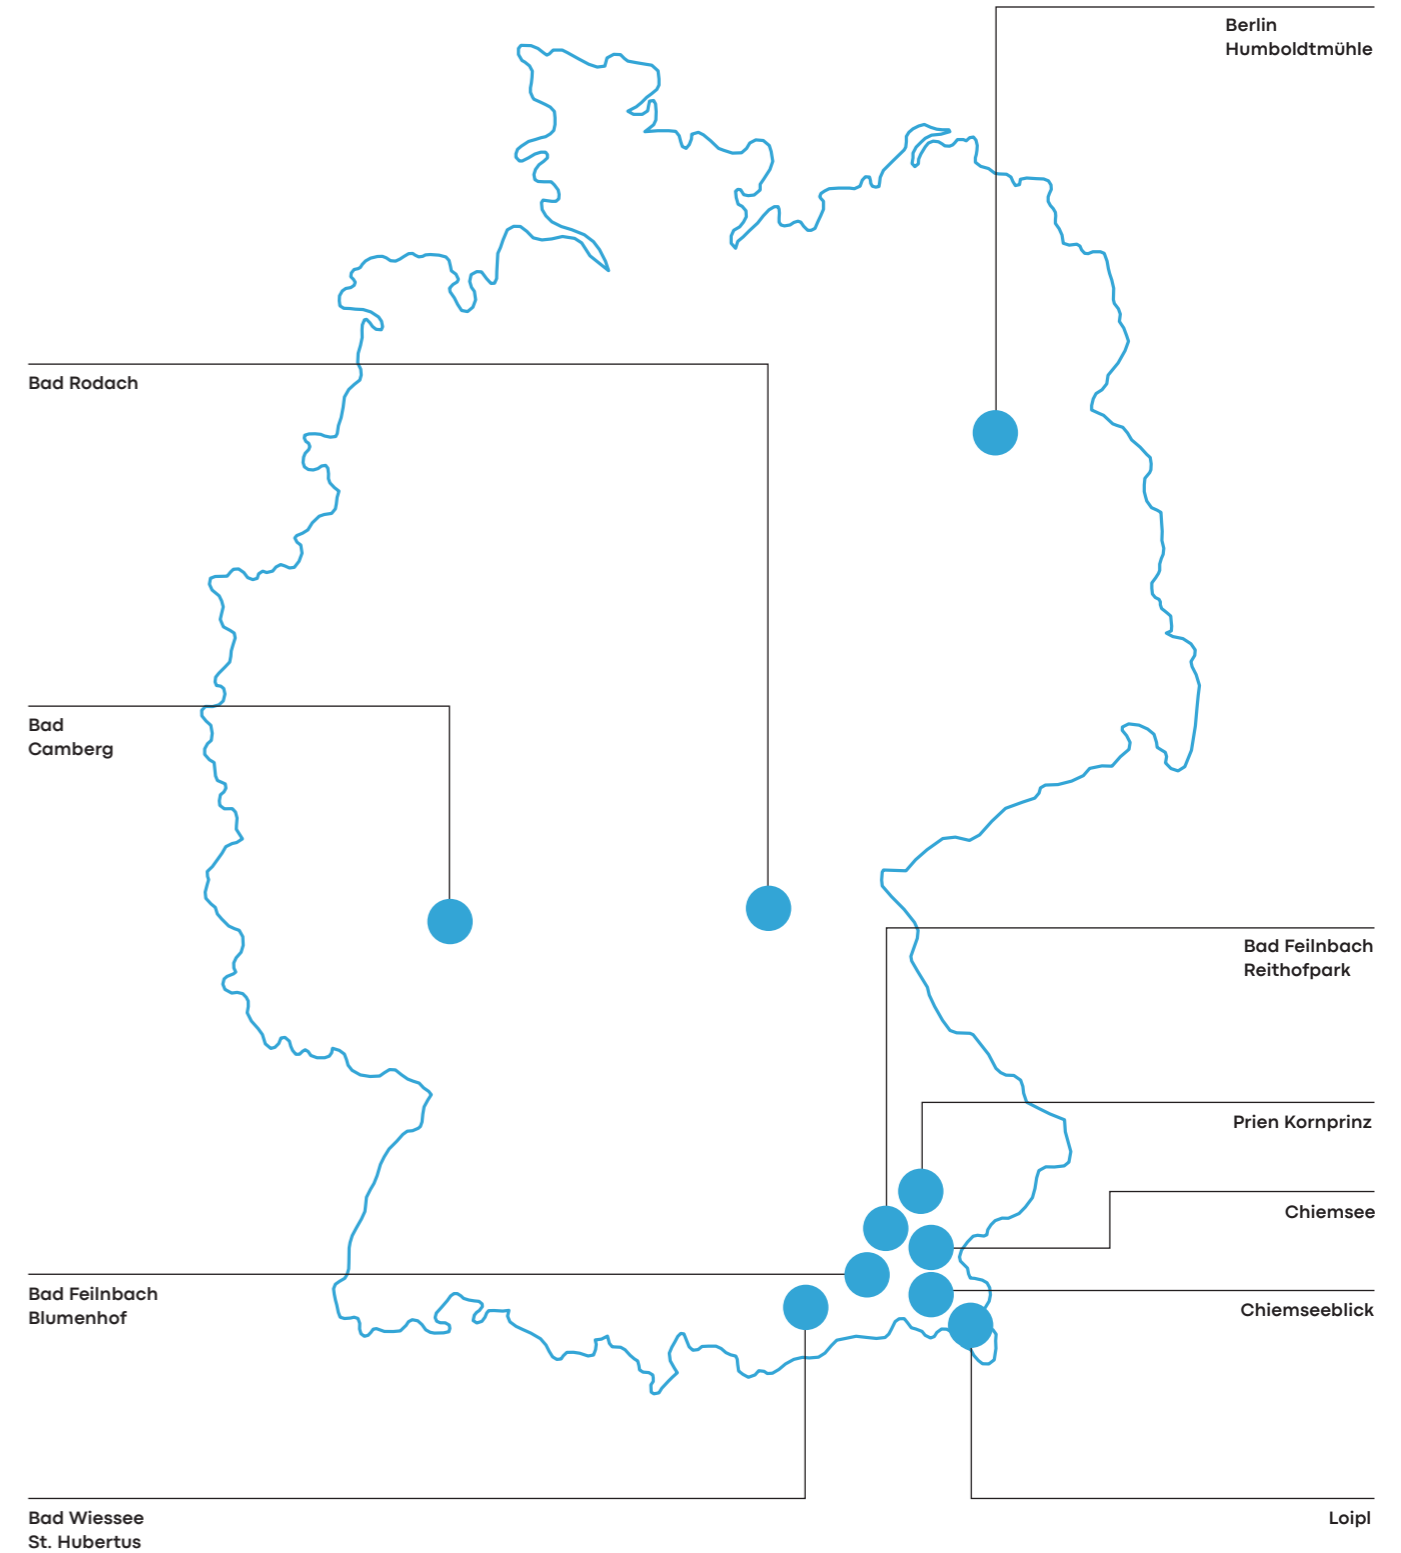 Berlin
Humboldtmühle
Bad Rodach
Bad
Camberg
Bad Feilnbach
Reithofpark
Prien Kornprinz
Chiemsee
Bad Feilnbach
Blumenhof
Chiemseeblick
Bad Wiessee
St. Hubertus
Loipl